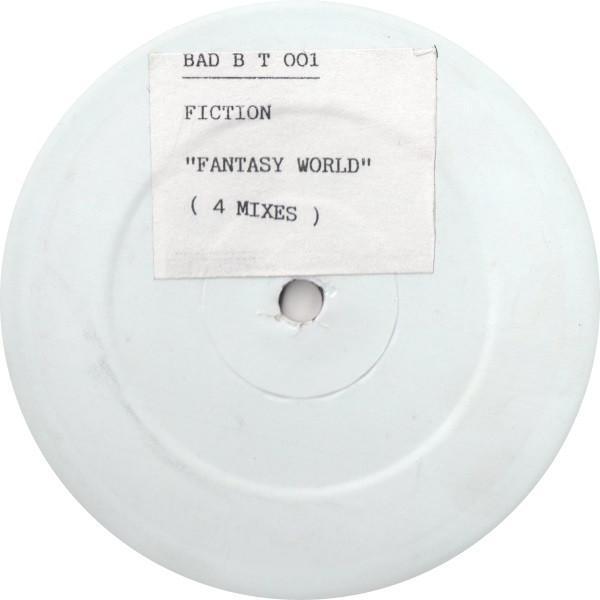 BAD B T 001
FICTION
"FANTASY WORLD"
( 4 MIXES )